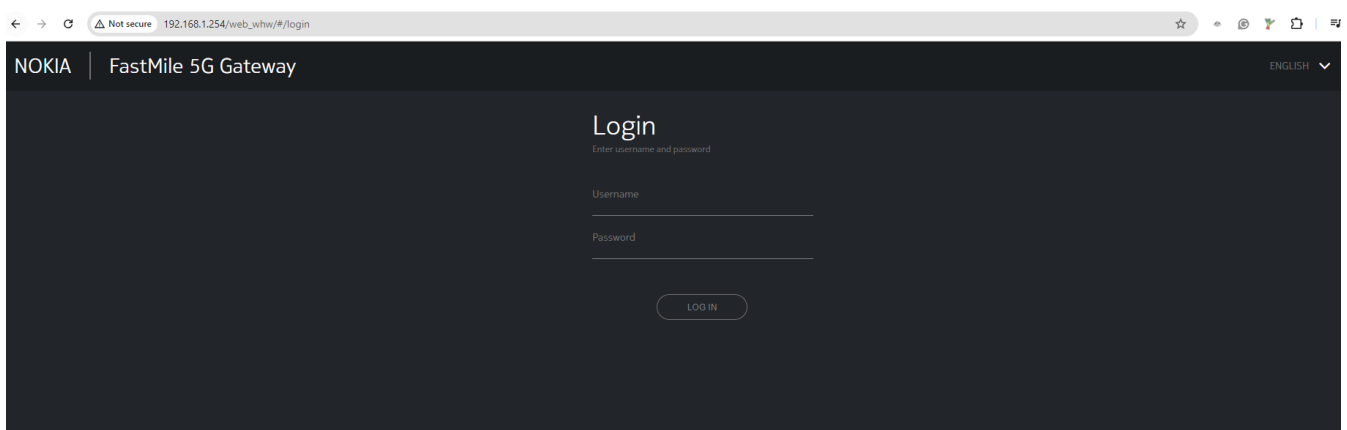 Not secure 192.168.1.254/web_whw/#/login
NOKIA FastMile 5G Gateway ENGLISH
Login
Enter username and password
Username
Password
LOG IN